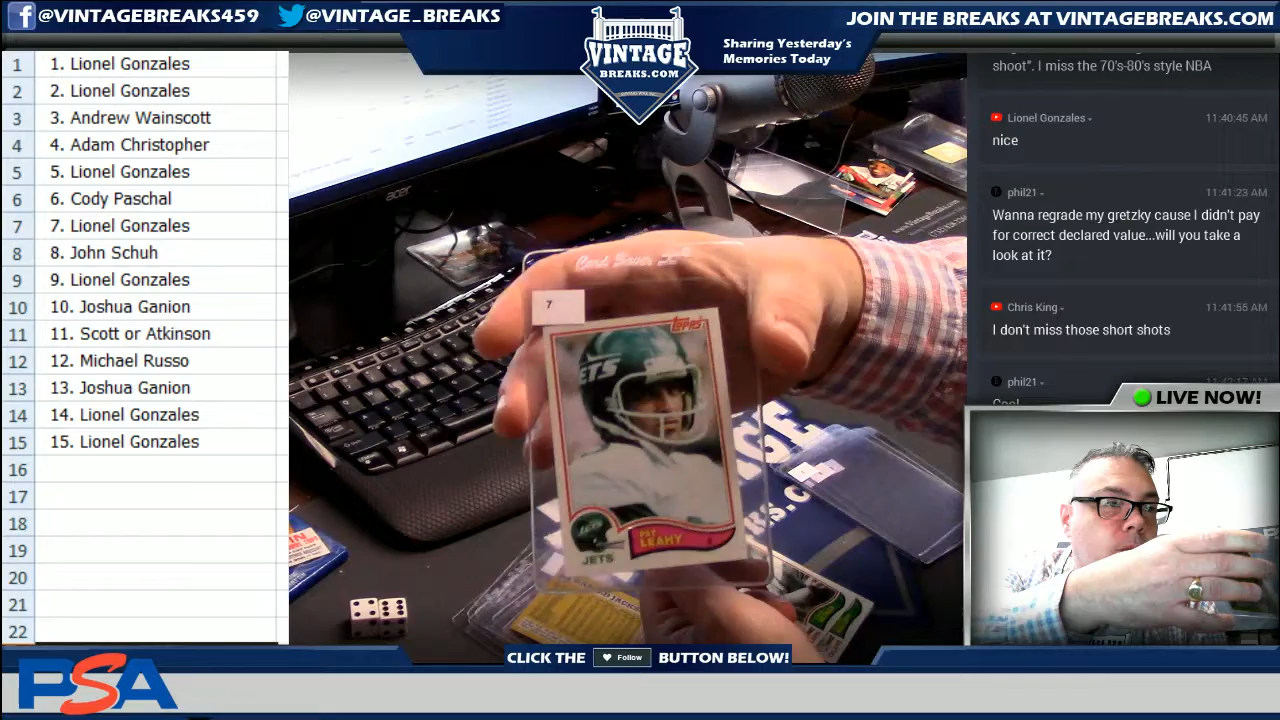 @VINTAGEBREAKS459
@VINTAGE_BREAKS
VINTAGE
BREAKS.COM
Sharing Yesterday's
Memories Today
JOIN THE BREAKS AT VINTAGEBREAKS.COM
1 1. Lionel Gonzales
2 2. Lionel Gonzales
3 3. Andrew Wainscott
4 4. Adam Christopher
5 5. Lionel Gonzales
6 6. Cody Paschal
7 7. Lionel Gonzales
8 8. John Schuh
9 9. Lionel Gonzales
10 10. Joshua Ganion
11 11. Scott or Atkinson
12 12. Michael Russo
13 13. Joshua Ganion
14 14. Lionel Gonzales
15 15. Lionel Gonzales
16
17
18
19
20
21
22
acer
Card Saver
7
Topps
JETS
PAT
LEAHY
JETS
shoot". I miss the 70's-80's style NBA
Lionel Gonzales 11:40:45 AM
nice
phil21 11:41:23 AM
Wanna regrade my gretzky cause I didn't pay
for correct declared value...will you take a
look at it?
Chris King 11:41:55 AM
I don't miss those short shots
phil21
LIVE NOW!
CLICK THE Follow BUTTON BELOW!
PSA